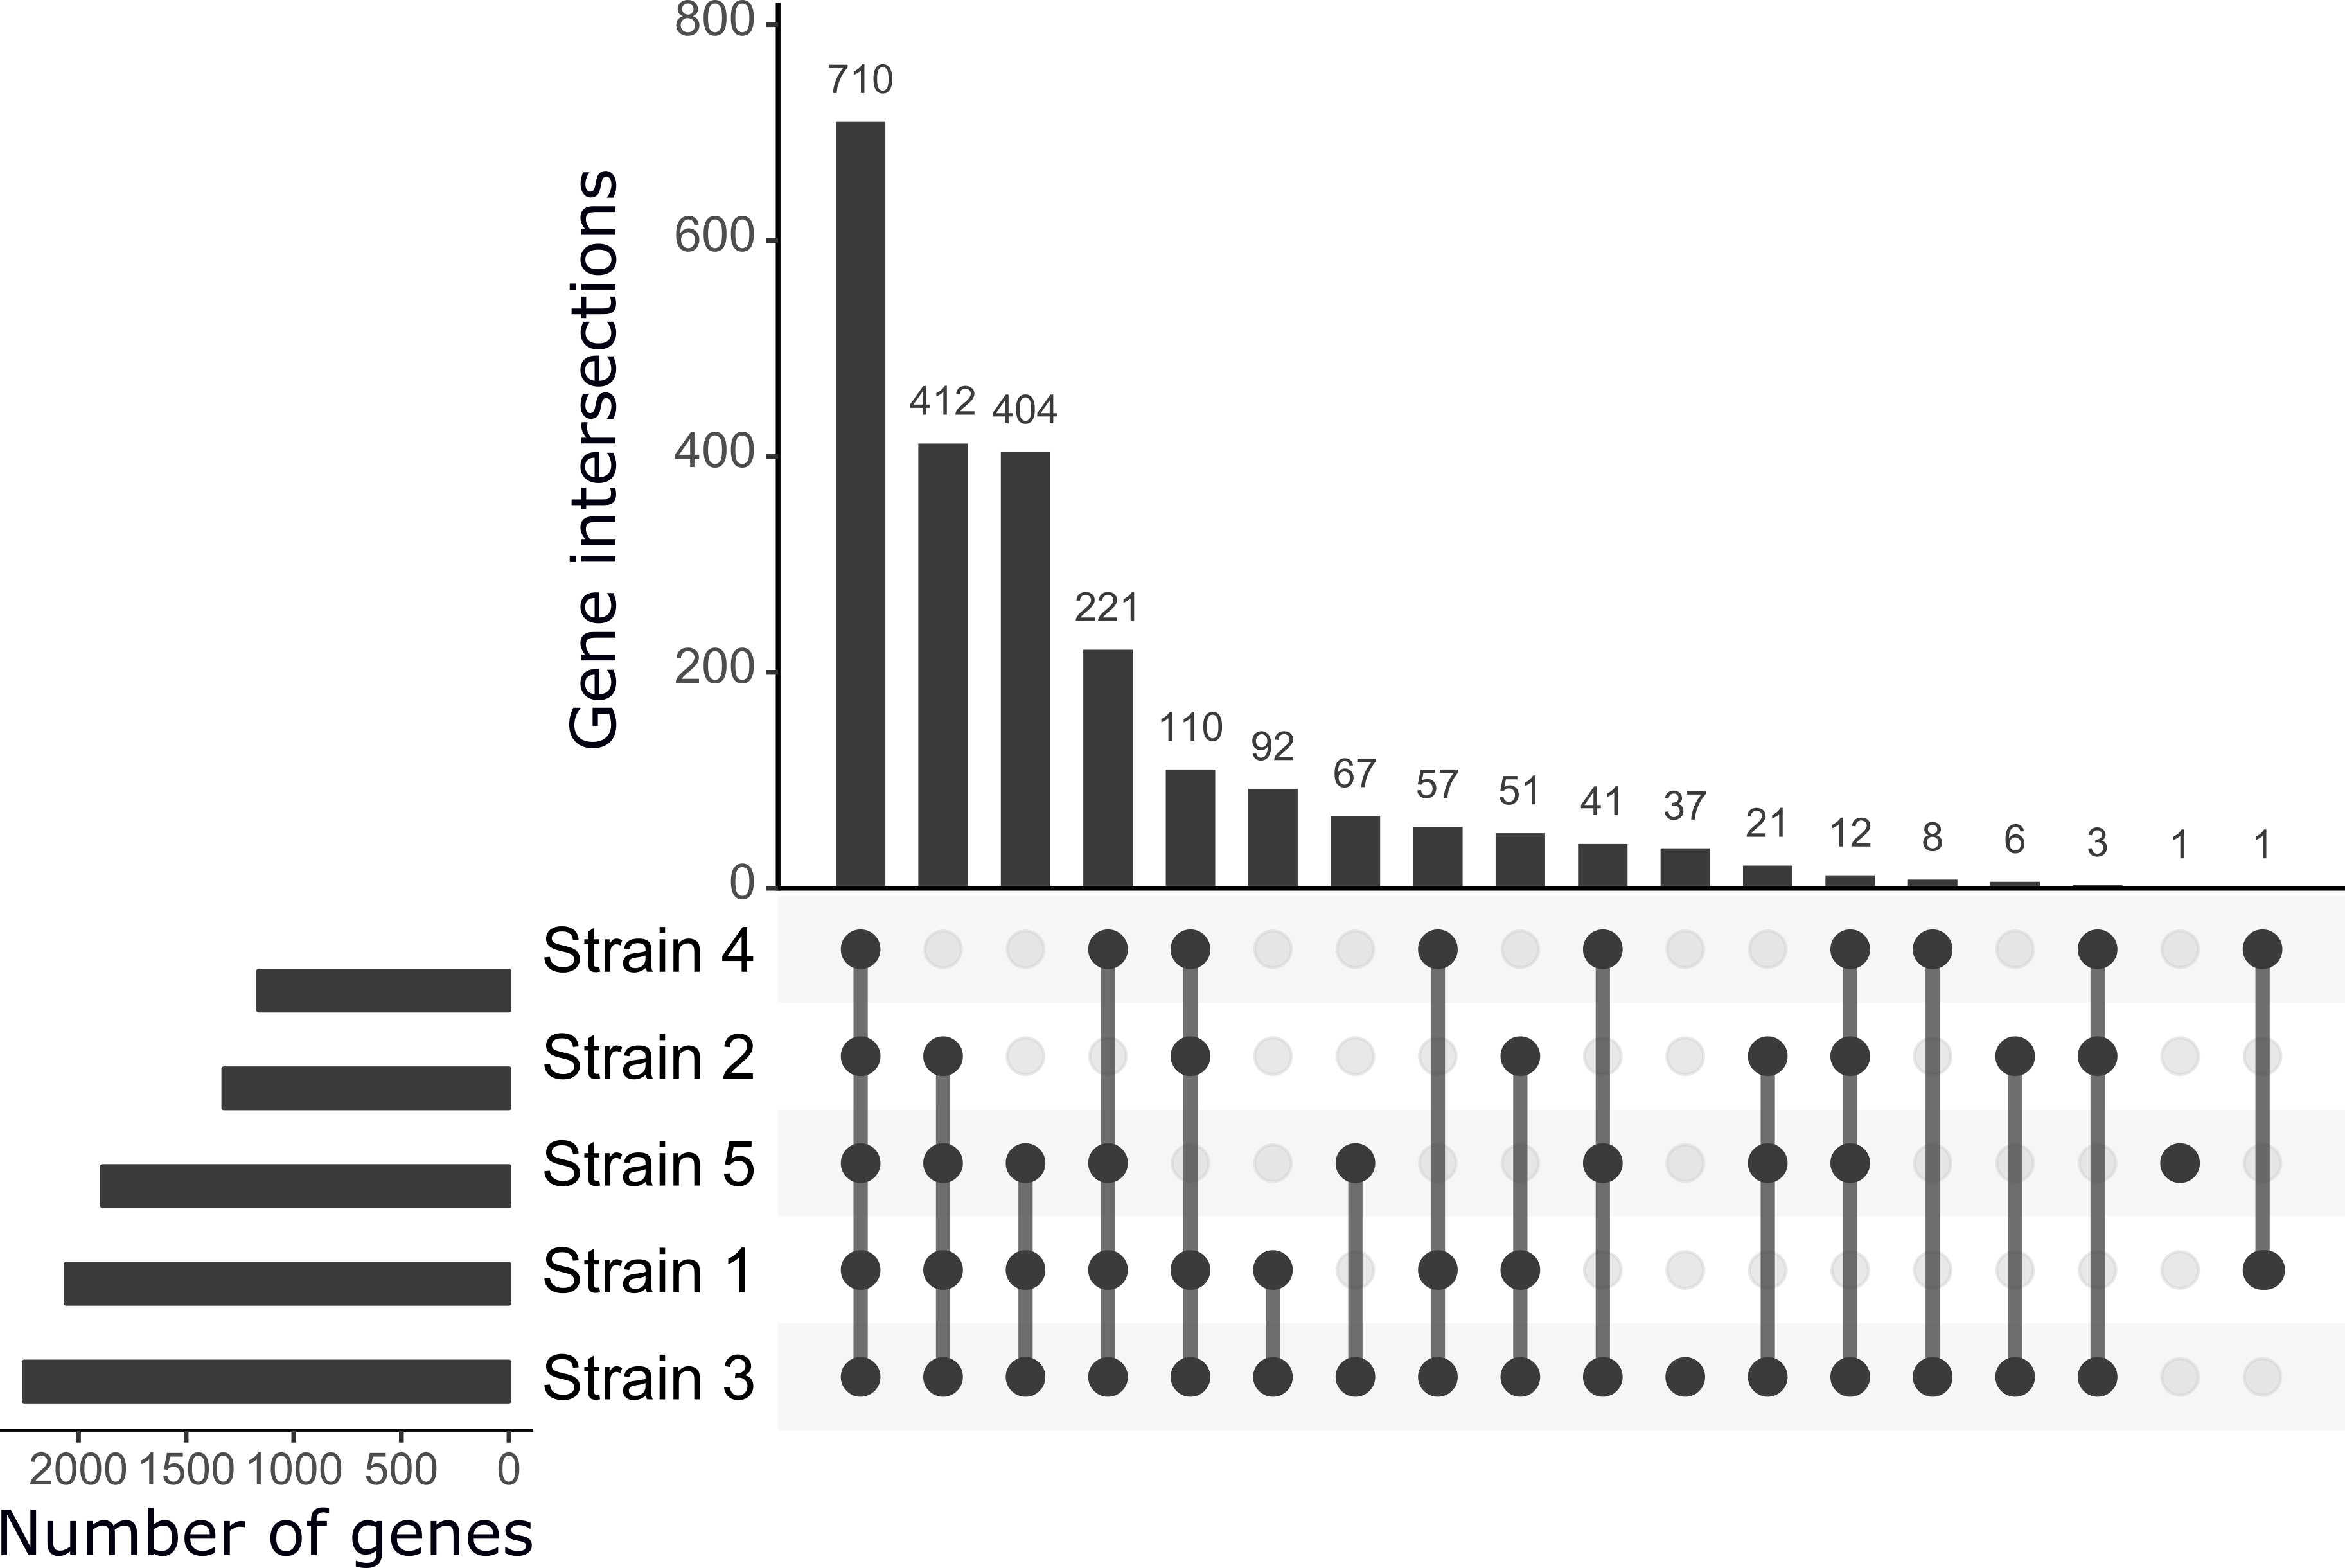 800
710
600
412 404
400
221
200
110
92
67
57
51
41
37
21
12
8
6
3
1
1
0
Gene intersections
Strain 4
Strain 2
Strain 5
Strain 1
Strain 3
2000 1500 1000 500 0
Number of genes